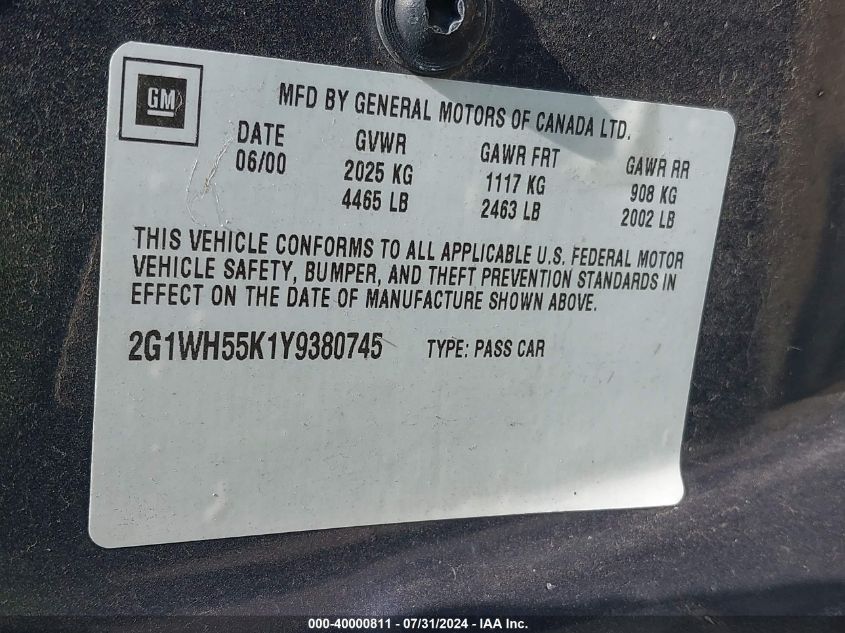 GM
MFD BY GENERAL MOTORS OF CANADA LTD.
DATE GVWR GAWR FRT GAWR RR
06/00 2025 KG 1117 KG 908 KG
4465 LB 2463 LB 2002 LB
THIS VEHICLE CONFORMS TO ALL APPLICABLE U.S. FEDERAL MOTOR
VEHICLE SAFETY, BUMPER, AND THEFT PREVENTION STANDARDS IN
EFFECT ON THE DATE OF MANUFACTURE SHOWN ABOVE.
2G1WH55K1Y9380745 TYPE: PASS CAR
000-40000811 / 07/31/2024 - IAA Inc.